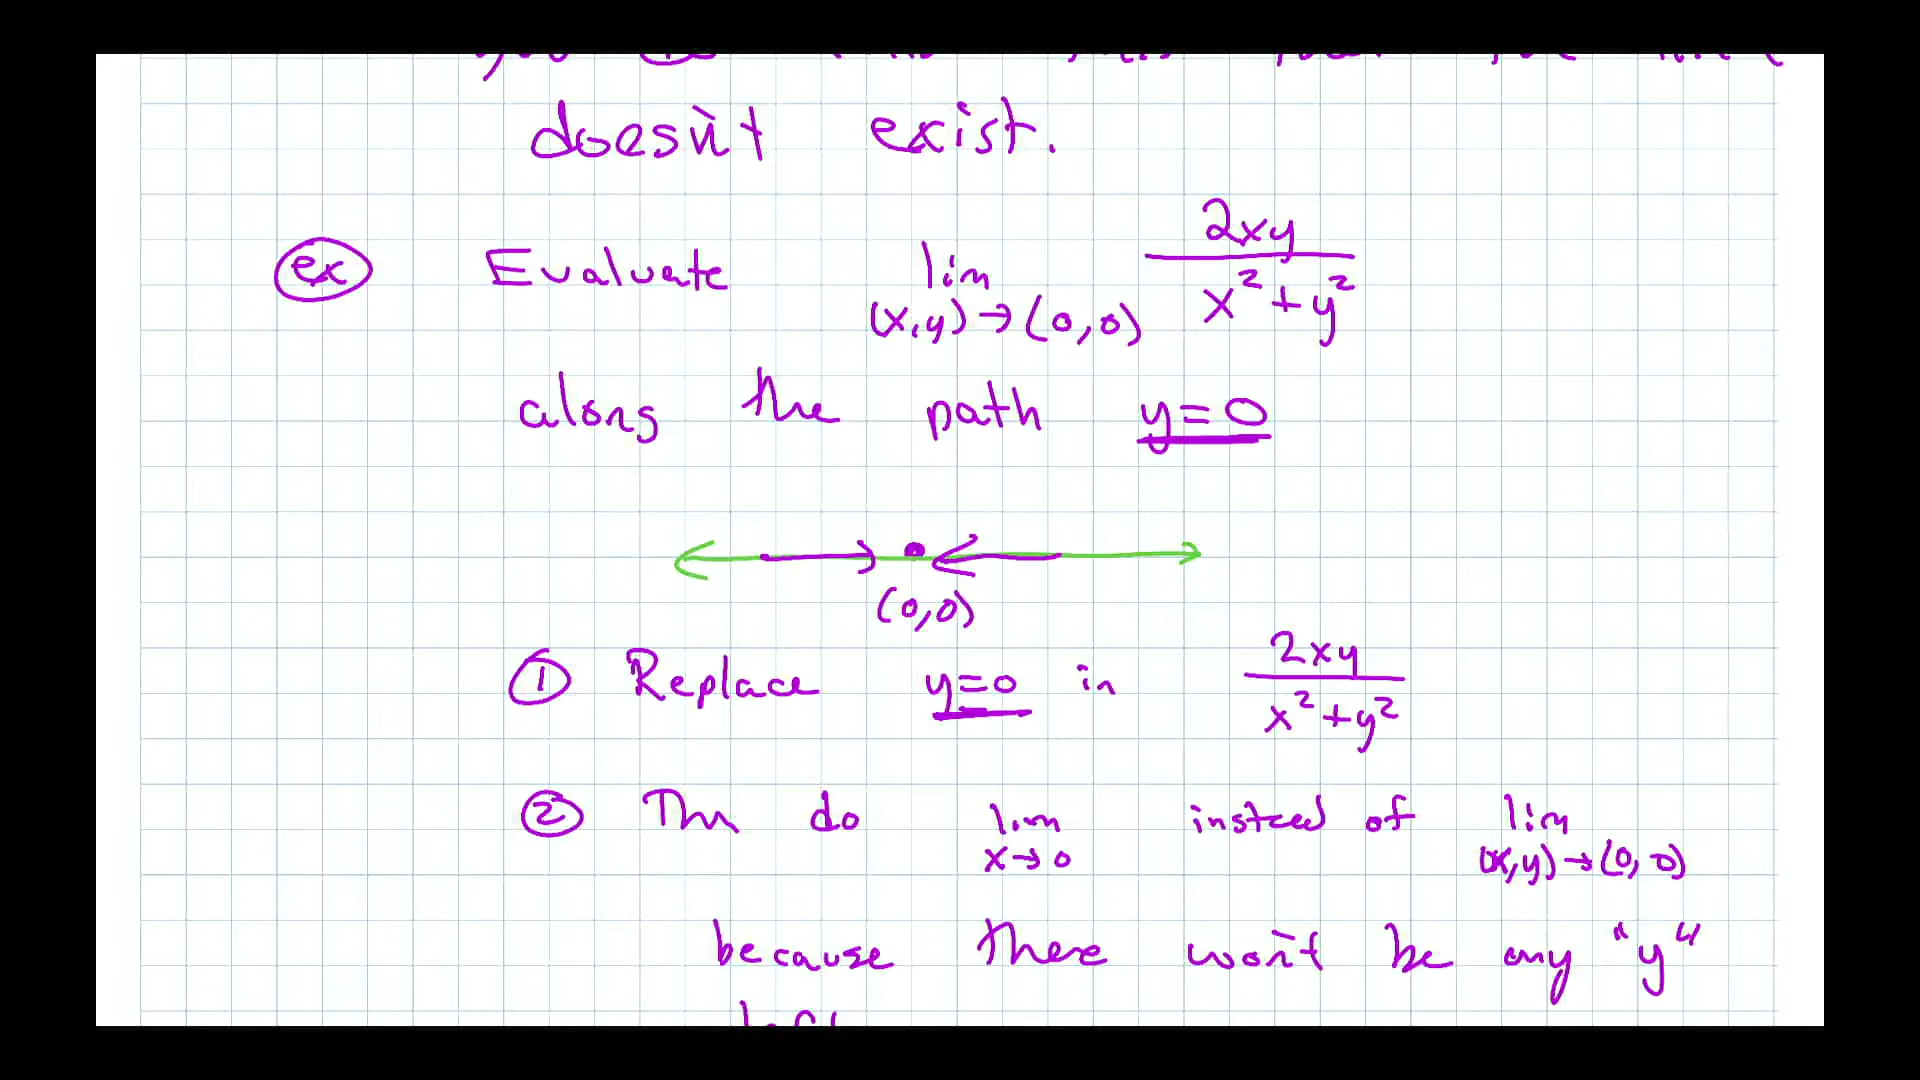 doesn't exist.
ex Evaluate lim (x,y)→(0,0) 2xy / x²+y²
along the path y=0
(0,0)
① Replace y=0 in 2xy / x²+y²
② Then do lim x→0 instead of lim (x,y)→(0,0)
because there won't be any "y"